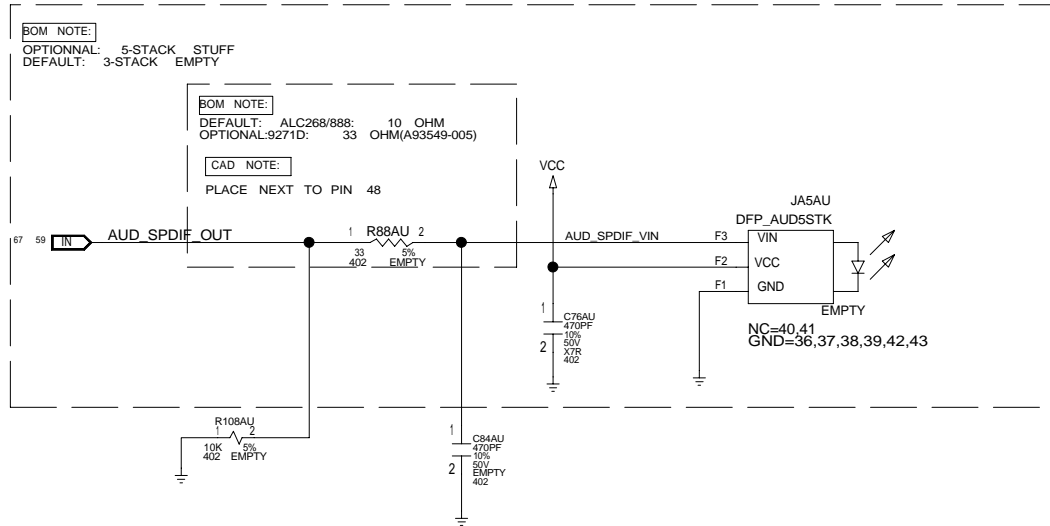 BOM NOTE:
OPTIONNAL: 5-STACK STUFF
DEFAULT: 3-STACK EMPTY
BOM NOTE:
DEFAULT: ALC268/888: 10 OHM
OPTIONAL:9271D: 33 OHM(A93549-005)
CAD NOTE:
PLACE NEXT TO PIN 48
VCC
JA5AU
DFP_AUD5STK
67 59 IN AUD_SPDIF_OUT
1 R88AU 2
33 5%
402 EMPTY
AUD_SPDIF_VIN
F3 VIN
F2 VCC
F1 GND
EMPTY
NC=40,41
GND=36,37,38,39,42,43
1 C76AU
470PF
10%
50V
2 X7R
402
R108AU
1 2
10K 5%
402 EMPTY
1 C84AU
470PF
10%
50V
2 EMPTY
402